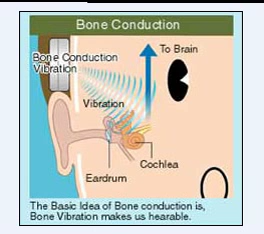 Bone Conduction
To Brain
Bone Conduction
Vibration
Vibration
Cochlea
Eardrum
The Basic Idea of Bone conduction is,
Bone Vibration makes us hearable.